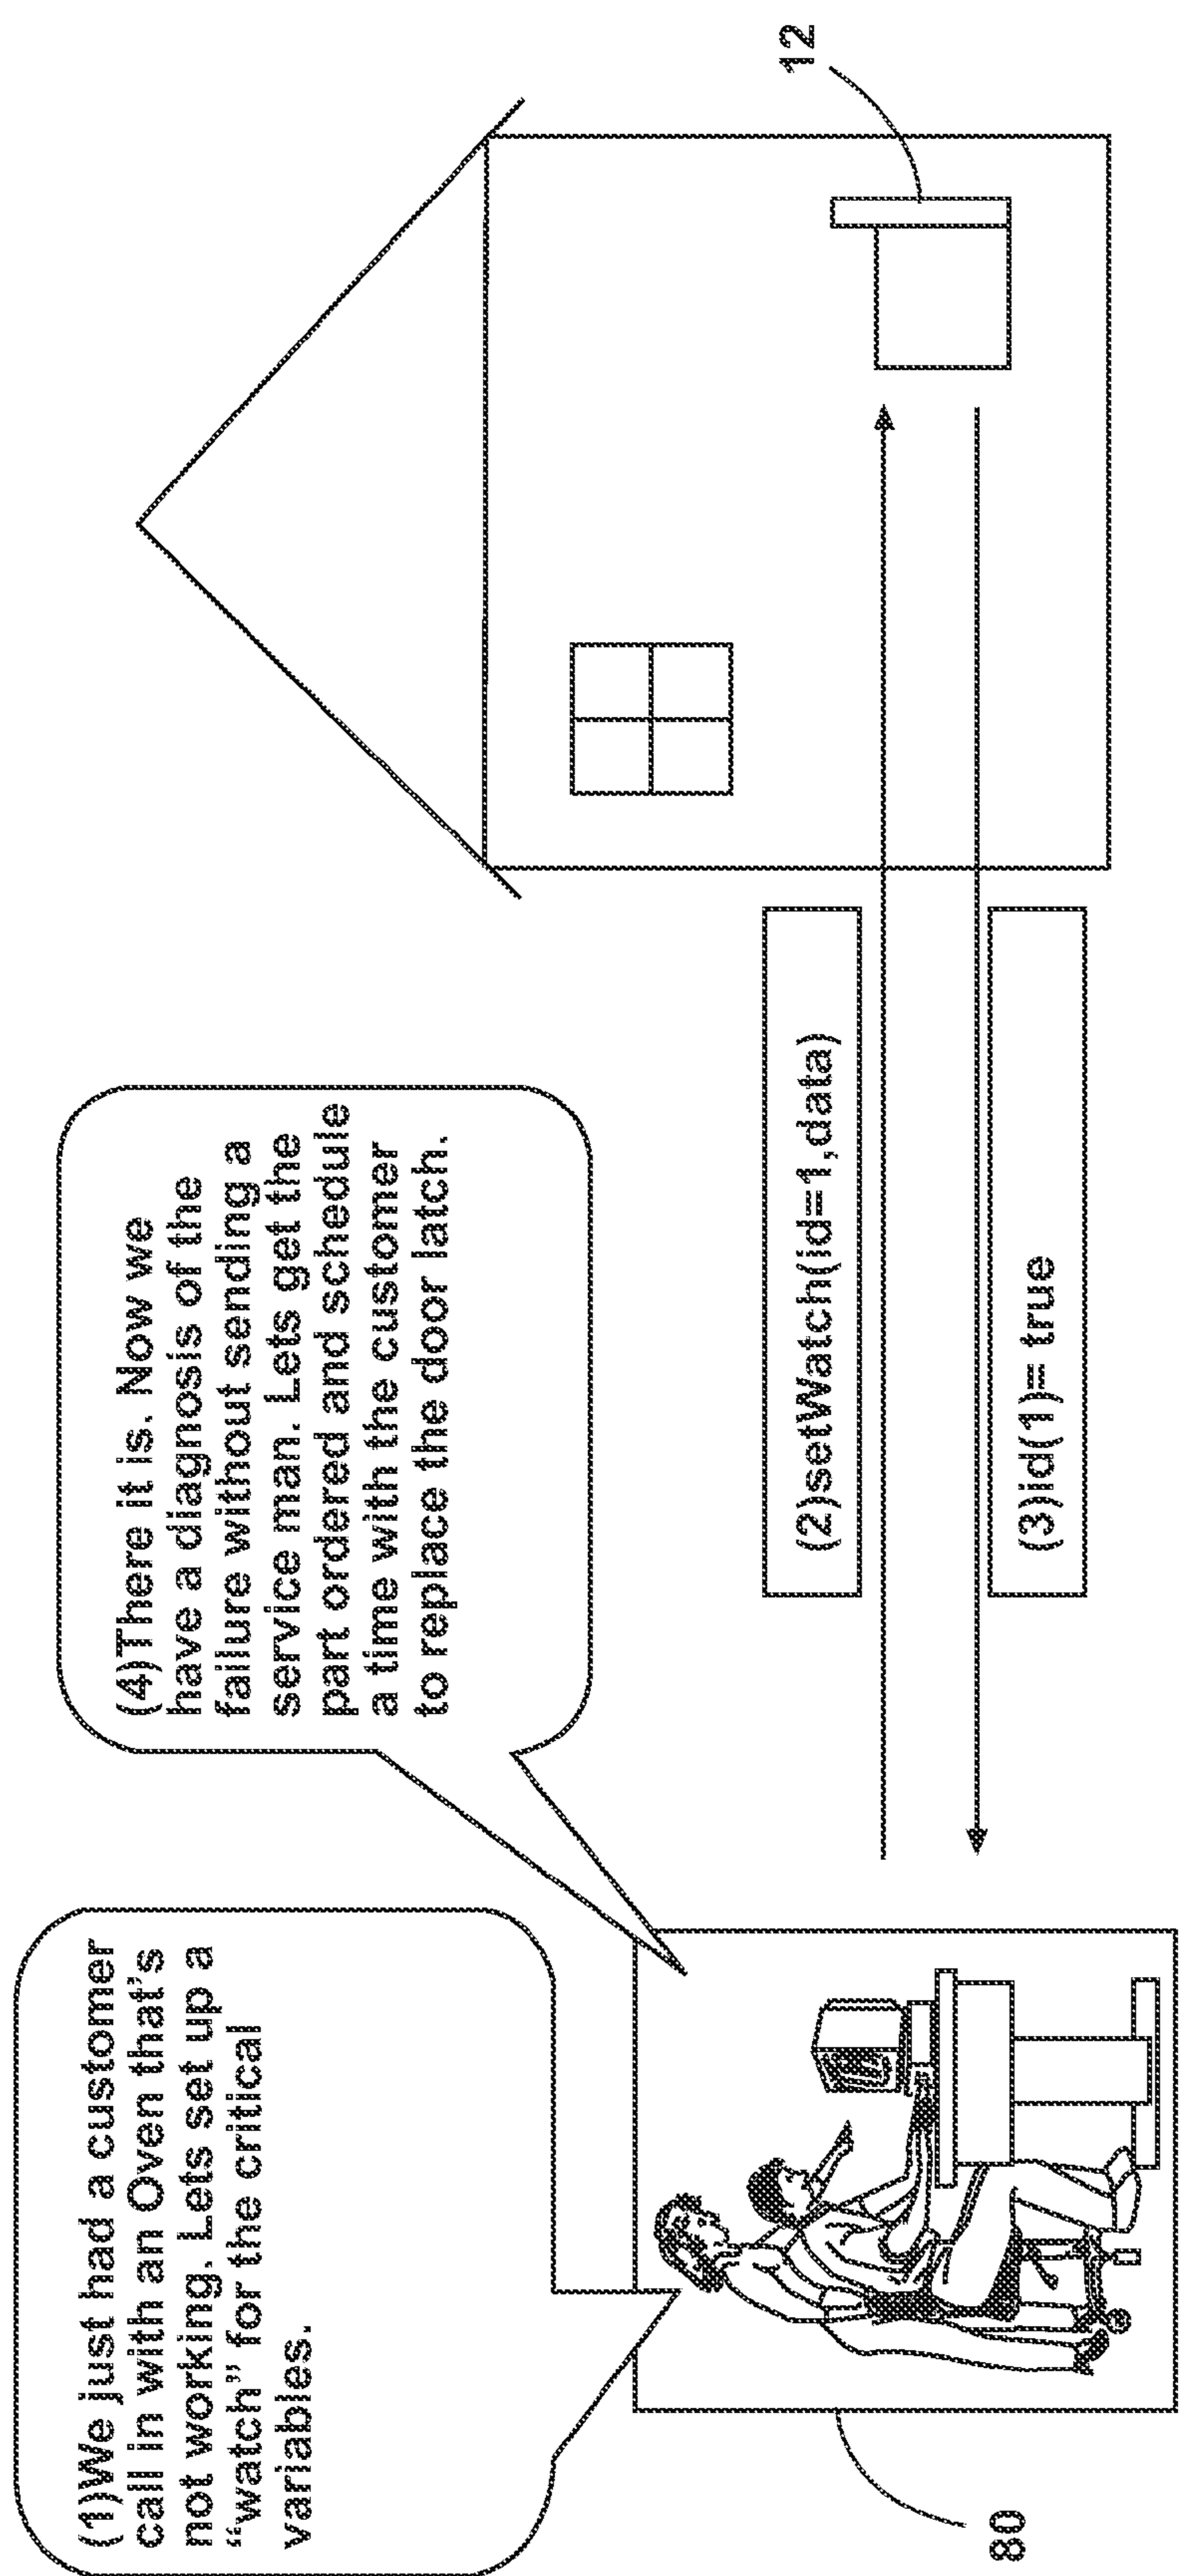 (1)We just had a customer
call in with an Oven that's
not working. Lets set up a
“watch” for the critical
variables.
(4)There it is. Now we
have a diagnosis of the
failure without sending a
service man. Lets get the
part ordered and schedule
a time with the customer
to replace the door latch.
(2)setWatch(id=1,data)
(3)id(1)= true
80
12